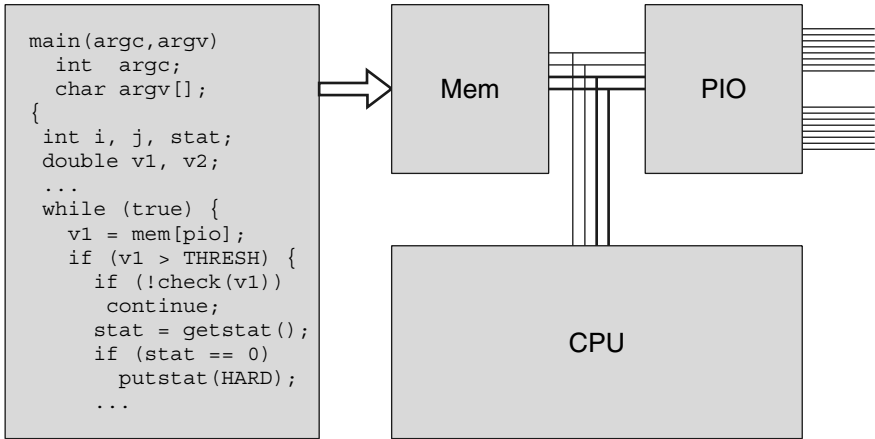 main(argc,argv)
int argc;
char argv[];
{
int i, j, stat;
double v1, v2;
...
while (true) {
v1 = mem[pio];
if (v1 > THRESH) {
if (!check(v1))
continue;
stat = getstat();
if (stat == 0)
putstat(HARD);
...
Mem
PIO
CPU